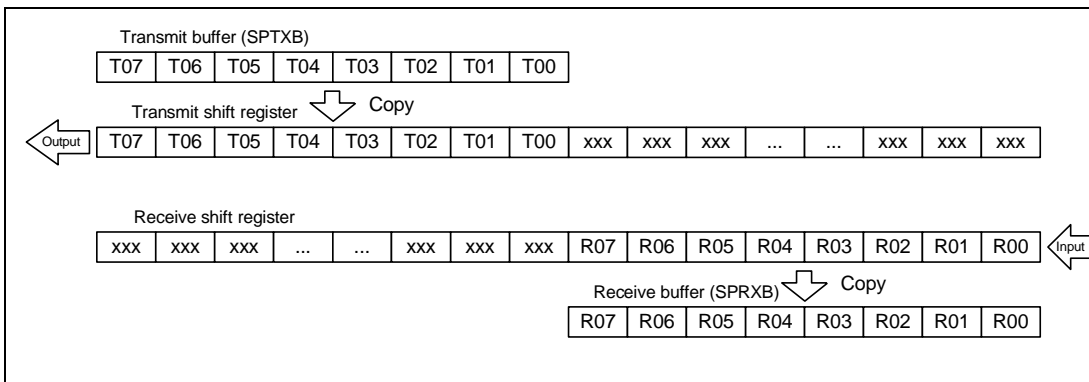 Transmit buffer (SPTXB)
T07 T06 T05 T04 T03 T02 T01 T00
Copy
Transmit shift register
Output T07 T06 T05 T04 T03 T02 T01 T00 xxx xxx xxx ... ... xxx xxx xxx
Receive shift register
xxx xxx xxx ... ... xxx xxx xxx R07 R06 R05 R04 R03 R02 R01 R00 Input
Copy
Receive buffer (SPRXB)
R07 R06 R05 R04 R03 R02 R01 R00